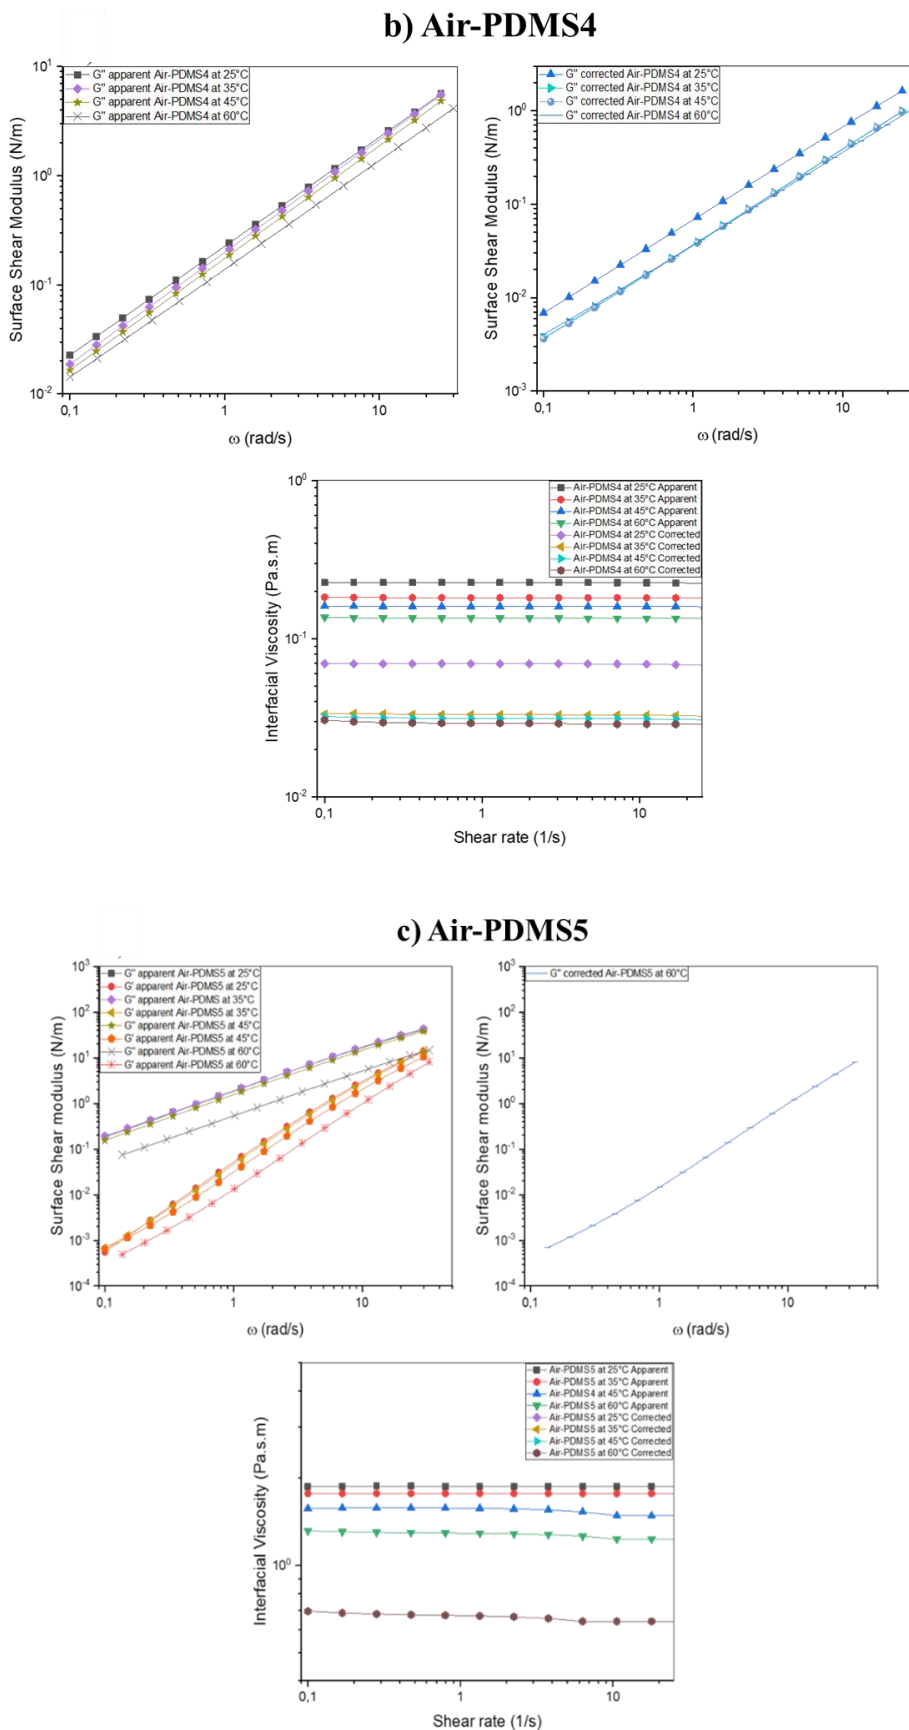 b) Air-PDMS4
G'' apparent Air-PDMS4 at 25°C
G'' apparent Air-PDMS4 at 35°C
G'' apparent Air-PDMS4 at 45°C
G'' apparent Air-PDMS4 at 60°C
Surface Shear Modulus (N/m)
10¹
10⁰
10⁻¹
10⁻²
0,1
1
10
ω (rad/s)
G'' corrected Air-PDMS4 at 25°C
G'' corrected Air-PDMS4 at 35°C
G'' corrected Air-PDMS4 at 45°C
G'' corrected Air-PDMS4 at 60°C
Surface Shear Modulus (N/m)
10⁰
10⁻¹
10⁻²
10⁻³
0,1
1
10
ω (rad/s)
Air-PDMS4 at 25°C Apparent
Air-PDMS4 at 35°C Apparent
Air-PDMS4 at 45°C Apparent
Air-PDMS4 at 60°C Apparent
Air-PDMS4 at 25°C Corrected
Air-PDMS4 at 35°C Corrected
Air-PDMS4 at 45°C Corrected
Air-PDMS4 at 60°C Corrected
Interfacial Viscosity (Pa.s.m)
10⁰
10⁻¹
10⁻²
0,1
1
10
Shear rate (1/s)
c) Air-PDMS5
G'' apparent Air-PDMS5 at 25°C
G' apparent Air-PDMS5 at 25°C
G'' apparent Air-PDMS at 35°C
G' apparent Air-PDMS5 at 35°C
G'' apparent Air-PDMS5 at 45°C
G' apparent Air-PDMS5 at 45°C
G'' apparent Air-PDMS5 at 60°C
G' apparent Air-PDMS5 at 60°C
Surface Shear modulus (N/m)
10³
10²
10¹
10⁰
10⁻¹
10⁻²
10⁻³
10⁻⁴
0,1
1
10
ω (rad/s)
G'' corrected Air-PDMS5 at 60°C
Surface Shear modulus (N/m)
10³
10²
10¹
10⁰
10⁻¹
10⁻²
10⁻³
10⁻⁴
0,1
1
10
ω (rad/s)
Air-PDMS5 at 25°C Apparent
Air-PDMS5 at 35°C Apparent
Air-PDMS4 at 45°C Apparent
Air-PDMS5 at 60°C Apparent
Air-PDMS5 at 25°C Corrected
Air-PDMS5 at 35°C Corrected
Air-PDMS5 at 45°C Corrected
Air-PDMS5 at 60°C Corrected
Interfacial Viscosity (Pa.s.m)
10⁰
0,1
1
10
Shear rate (1/s)